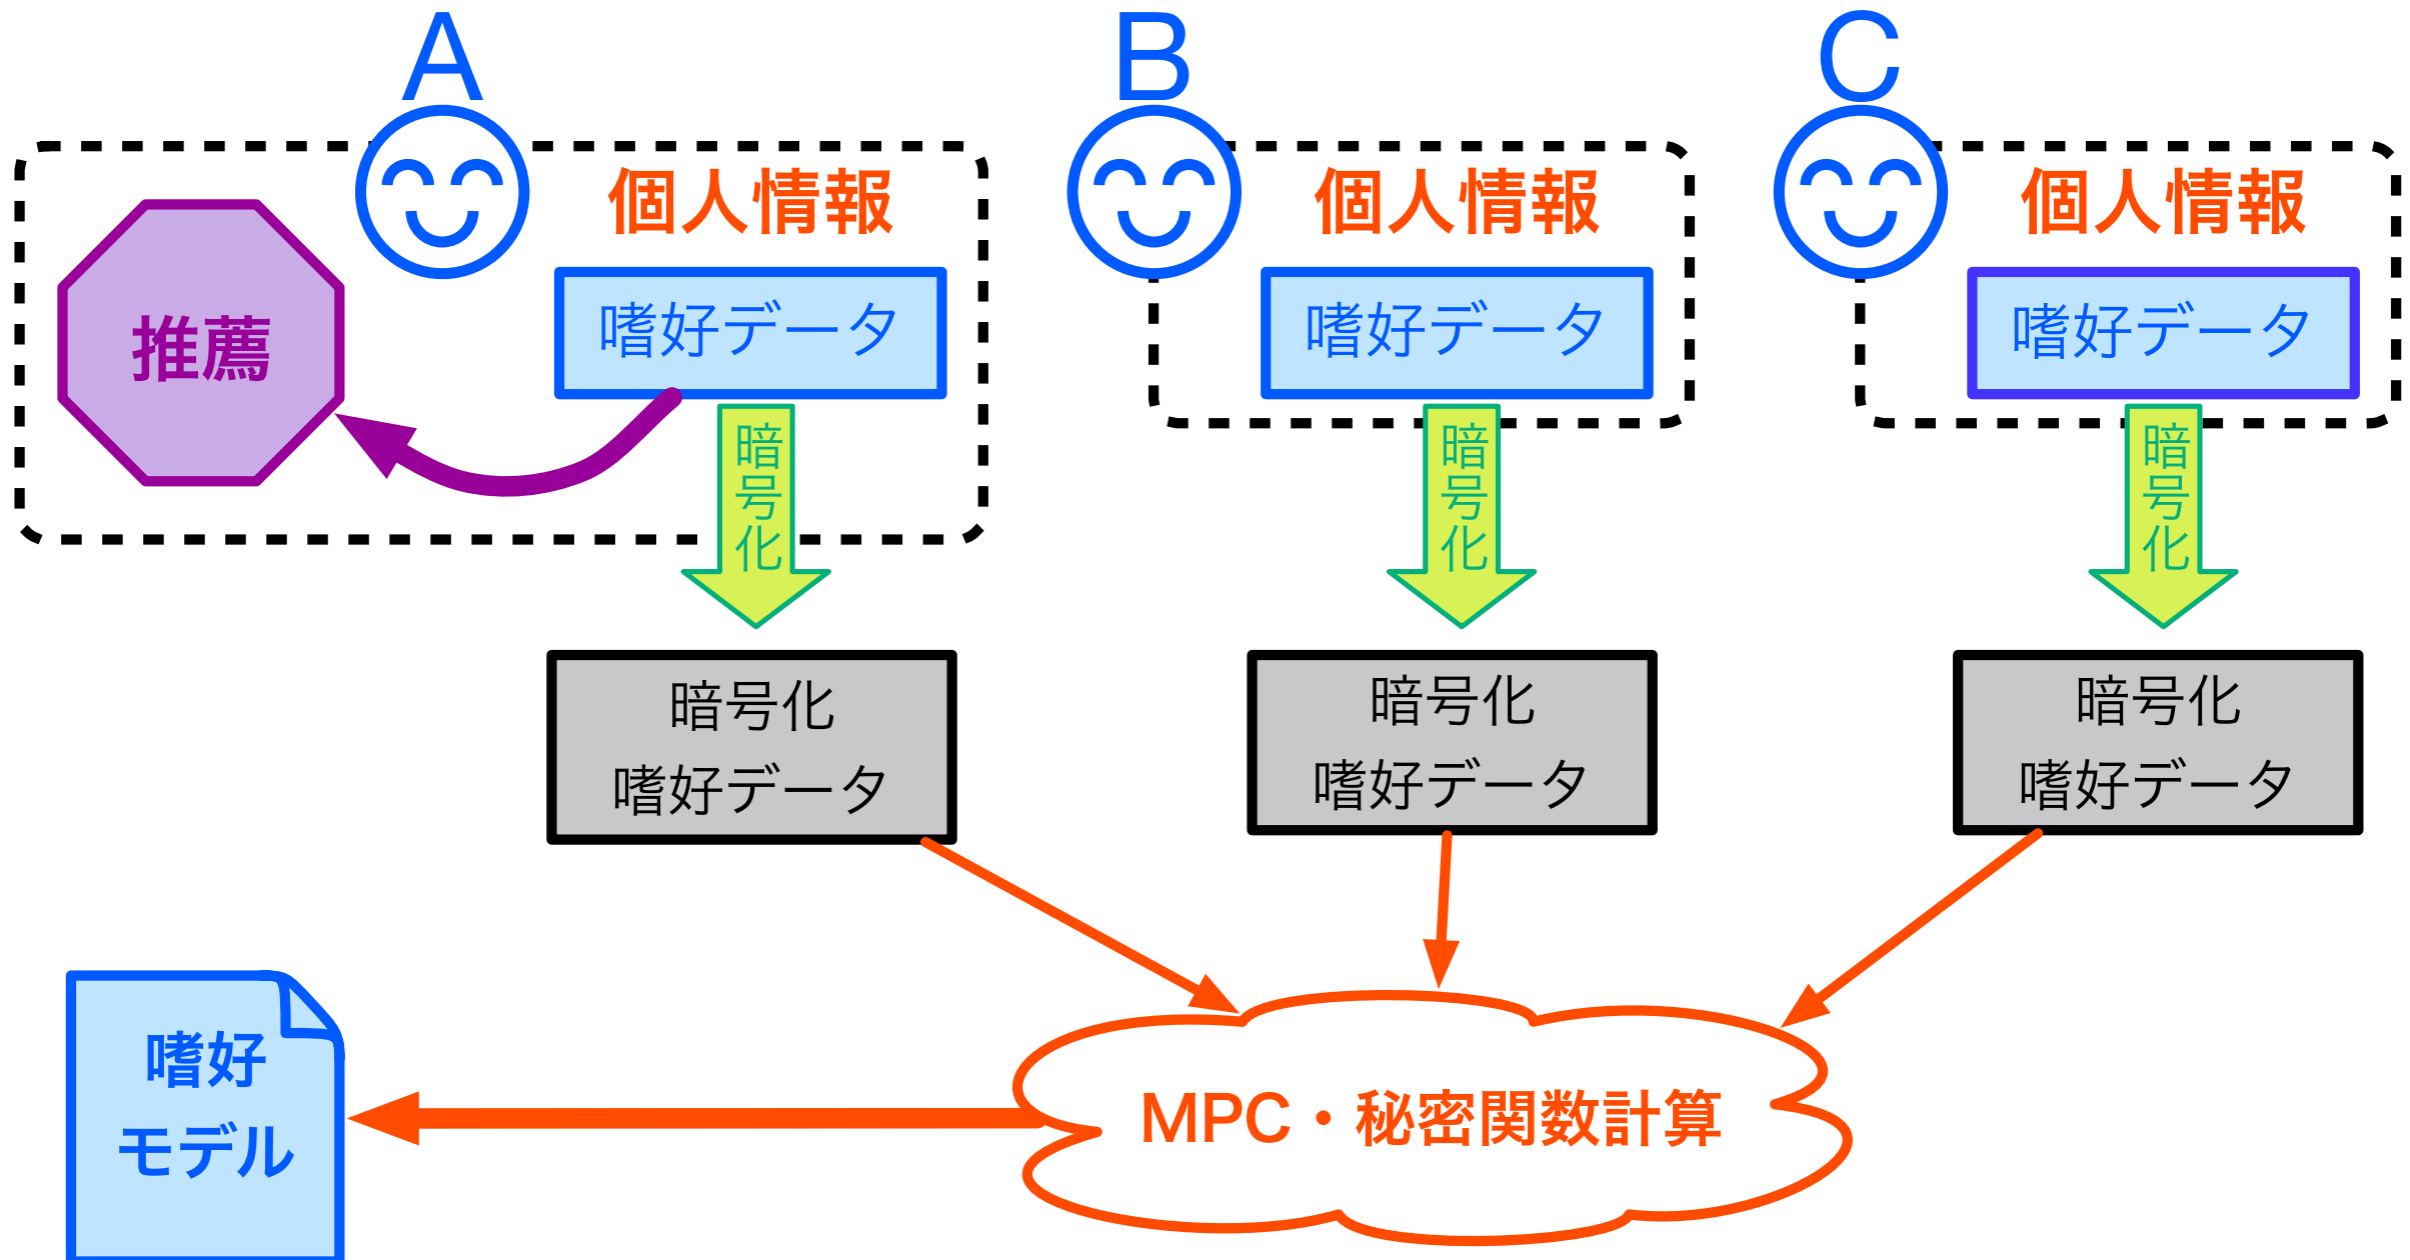 A
B
C
個人情報
個人情報
個人情報
推薦
嗜好データ
嗜好データ
嗜好データ
暗号化
暗号化
暗号化
暗号化
嗜好データ
暗号化
嗜好データ
暗号化
嗜好データ
嗜好
モデル
MPC・秘密関数計算